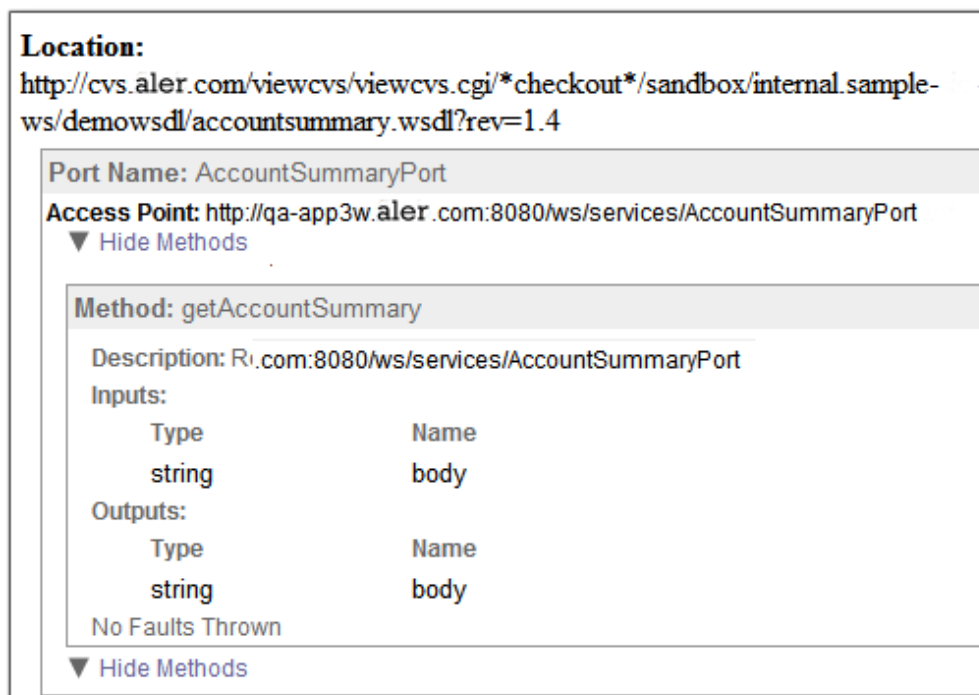 Location:
http://cvs.aler.com/viewcvs/viewcvs.cgi/*checkout*/sandbox/internal.sample-
ws/demowsdl/accountsummary.wsdl?rev=1.4
Port Name: AccountSummaryPort
Access Point: http://qa-app3w.aler.com:8080/ws/services/AccountSummaryPort
▼ Hide Methods
Method: getAccountSummary
Description: .com:8080/ws/services/AccountSummaryPort
Inputs:
Type Name
string body
Outputs:
Type Name
string body
No Faults Thrown
▼ Hide Methods